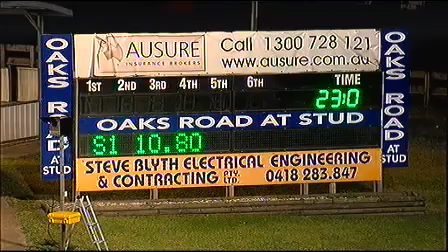 AUSURE
INSURANCE BROKERS
Call 1300 728 121
www.ausure.com.au
OAKS ROAD AT STUD
1ST 2ND 3RD 4TH 5TH 6TH TIME
23:0
OAKS ROAD AT STUD
S1 10.80
STEVE BLYTH ELECTRICAL ENGINEERING
& CONTRACTING PTY. LTD. 0418 283.847
OAKS ROAD AT STUD